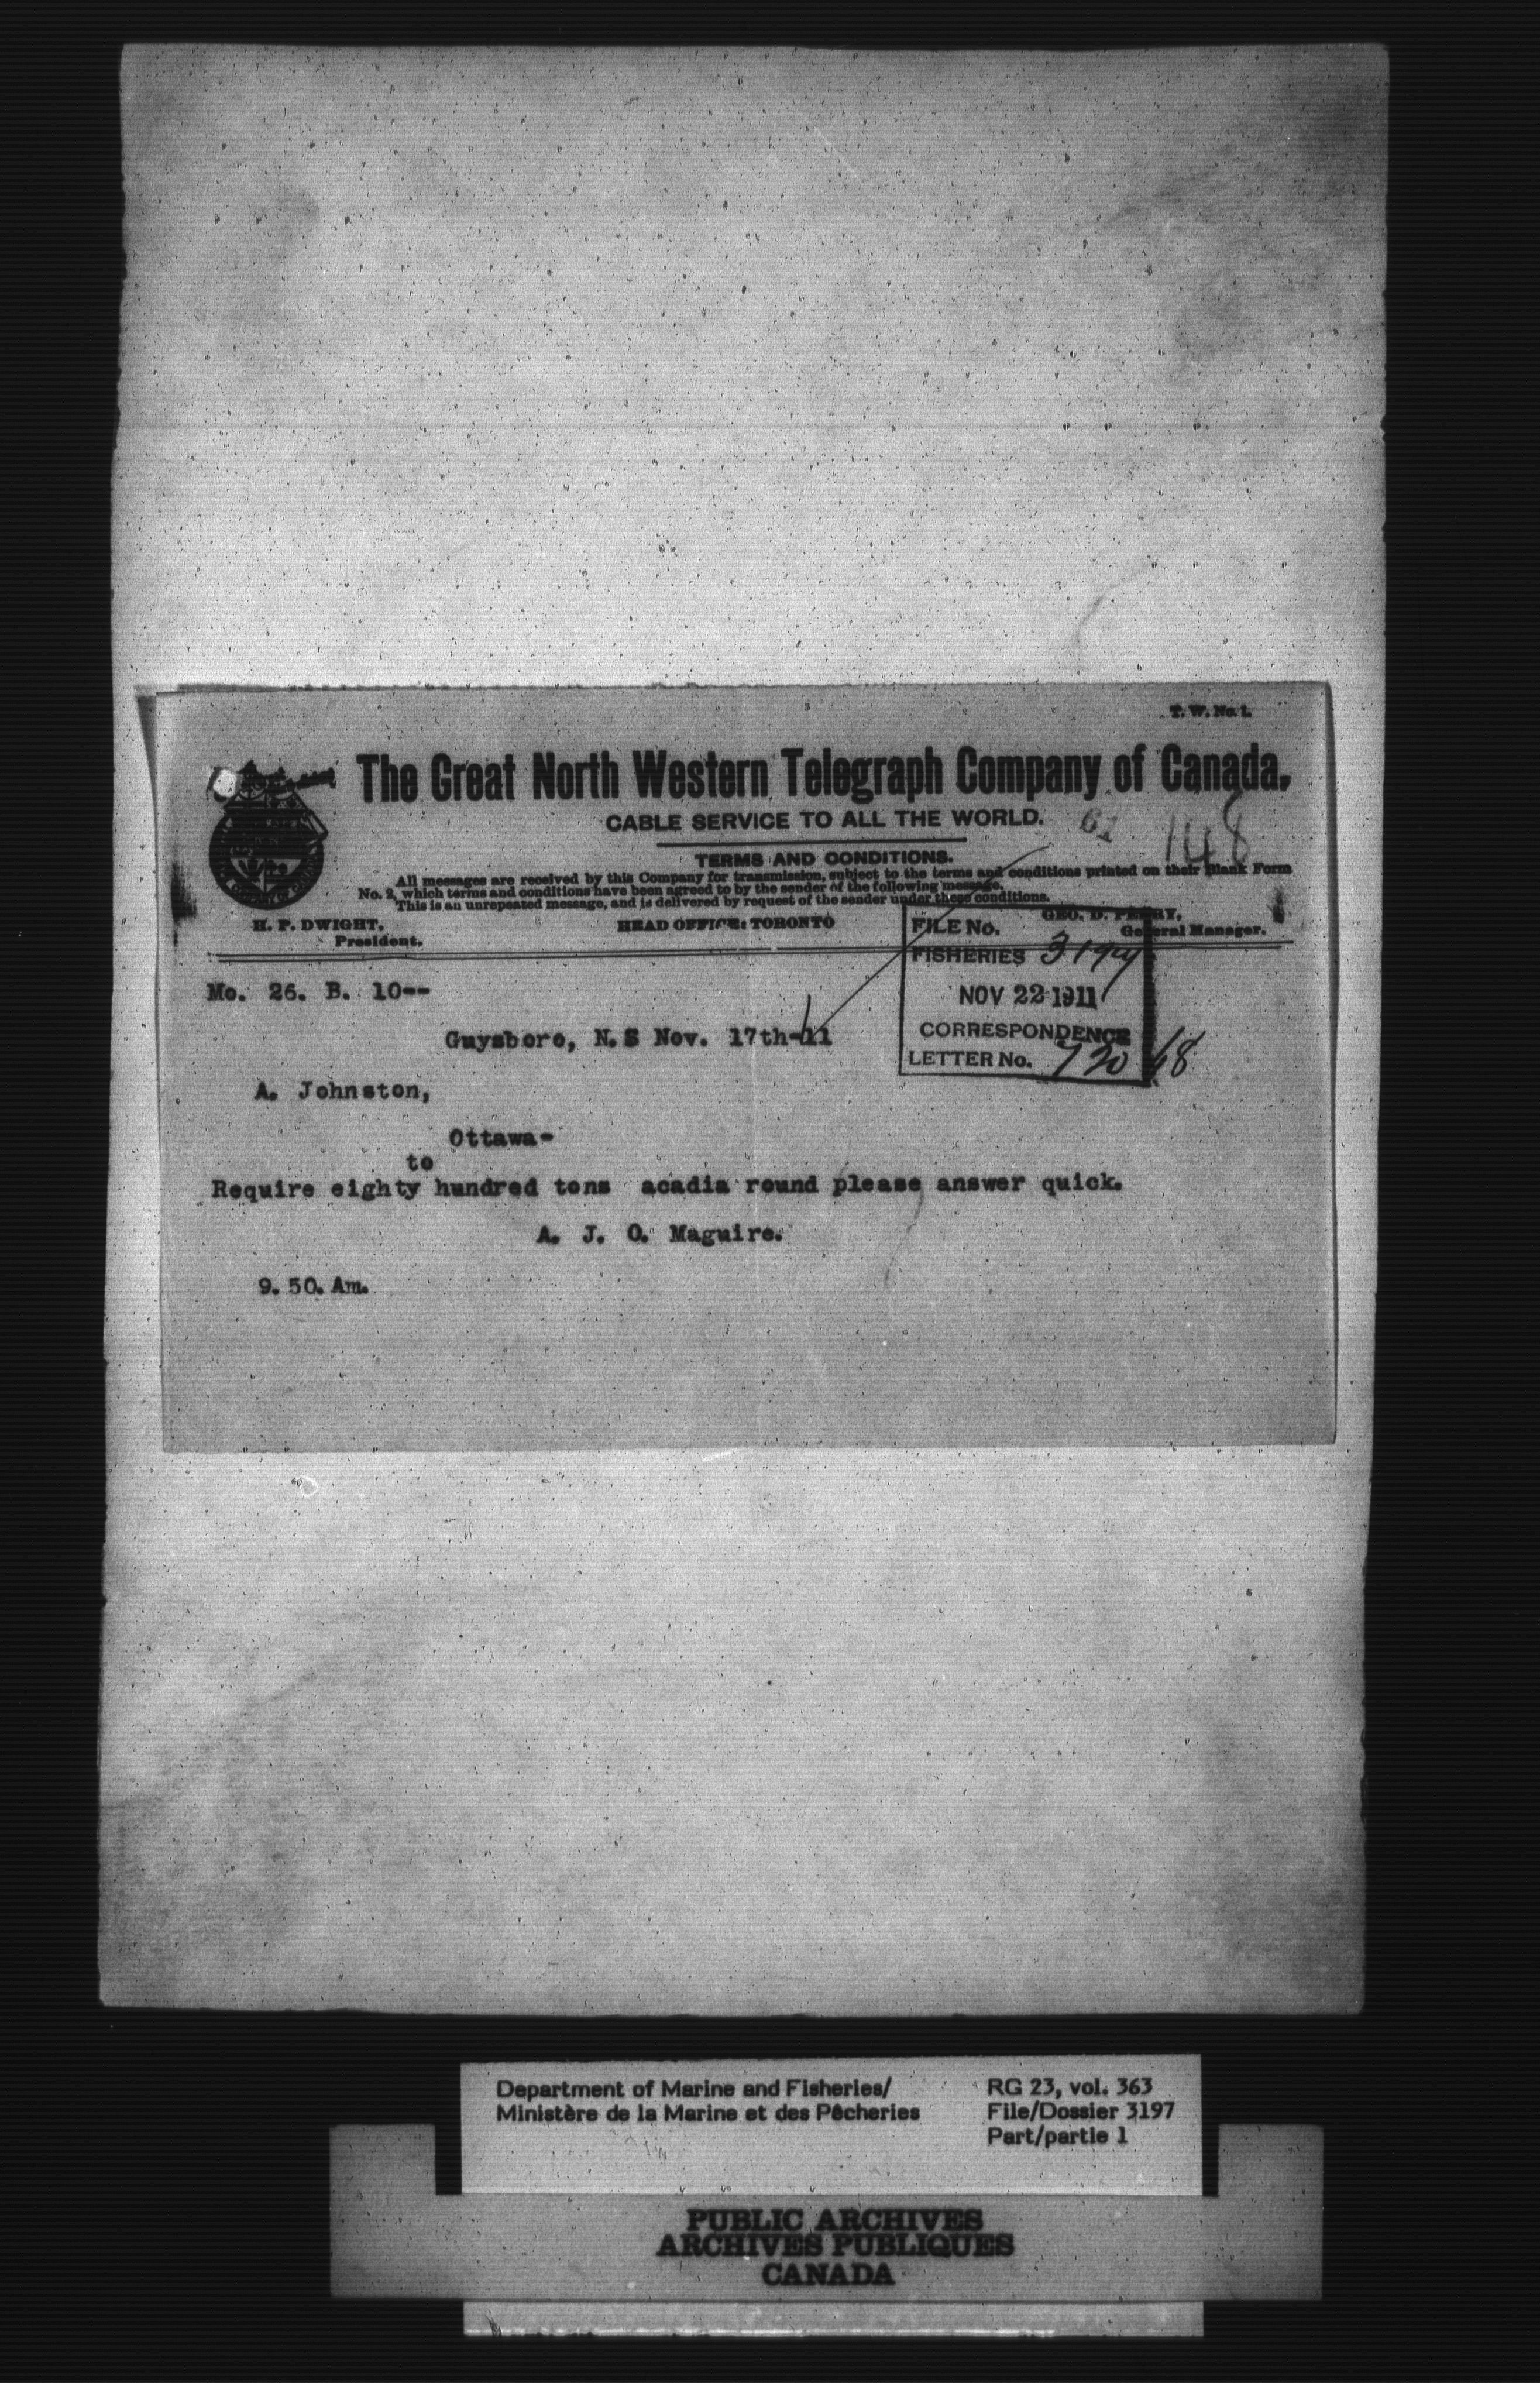 T. W. No. 1.
The Great North Western Telegraph Company of Canada.
CABLE SERVICE TO ALL THE WORLD.
61 148
TERMS AND CONDITIONS.
All messages are received by this Company for transmission, subject to the terms and conditions printed on their Blank Form
No. 2, which terms and conditions have been agreed to by the sender of the following message.
This is an unrepeated message, and is delivered by request of the sender under these conditions.
H. P. DWIGHT, HEAD OFFICE: TORONTO GEO. D. PERRY,
President. General Manager.
FILE No.
FISHERIES 3197
NOV 22 1911
CORRESPONDENCE
LETTER No. 72068
Mo. 26. B. 10--
Guysboro, N.S Nov. 17th-11
A. Johnston,
Ottawa-
to
Require eighty hundred tons acadia round please answer quick.
A. J. O. Maguire.
9.50. Am.
Department of Marine and Fisheries/ RG 23, vol. 363
Ministère de la Marine et des Pêcheries File/Dossier 3197
Part/partie 1
PUBLIC ARCHIVES
ARCHIVES PUBLIQUES
CANADA